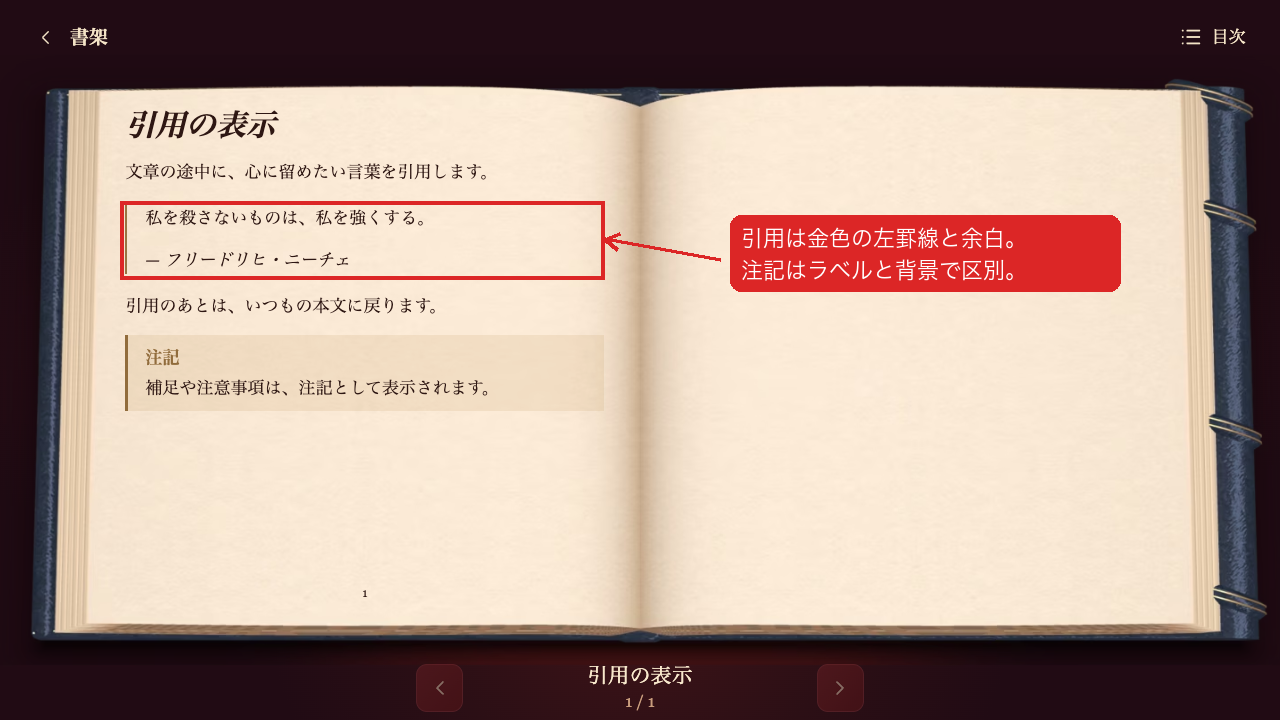 書架
目次
引用の表示
文章の途中に、心に留めたい言葉を引用します。
私を殺さないものは、私を強くする。
— フリードリヒ・ニーチェ
引用のあとは、いつもの本文に戻ります。
注記
補足や注意事項は、注記として表示されます。
1
引用は金色の左罫線と余白。
注記はラベルと背景で区別。
引用の表示
1 / 1